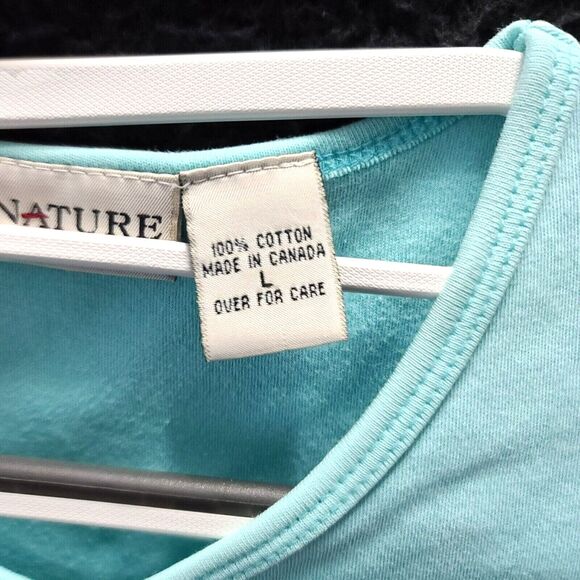 NATURE
100% COTTON
MADE IN CANADA
L
OVER FOR CARE